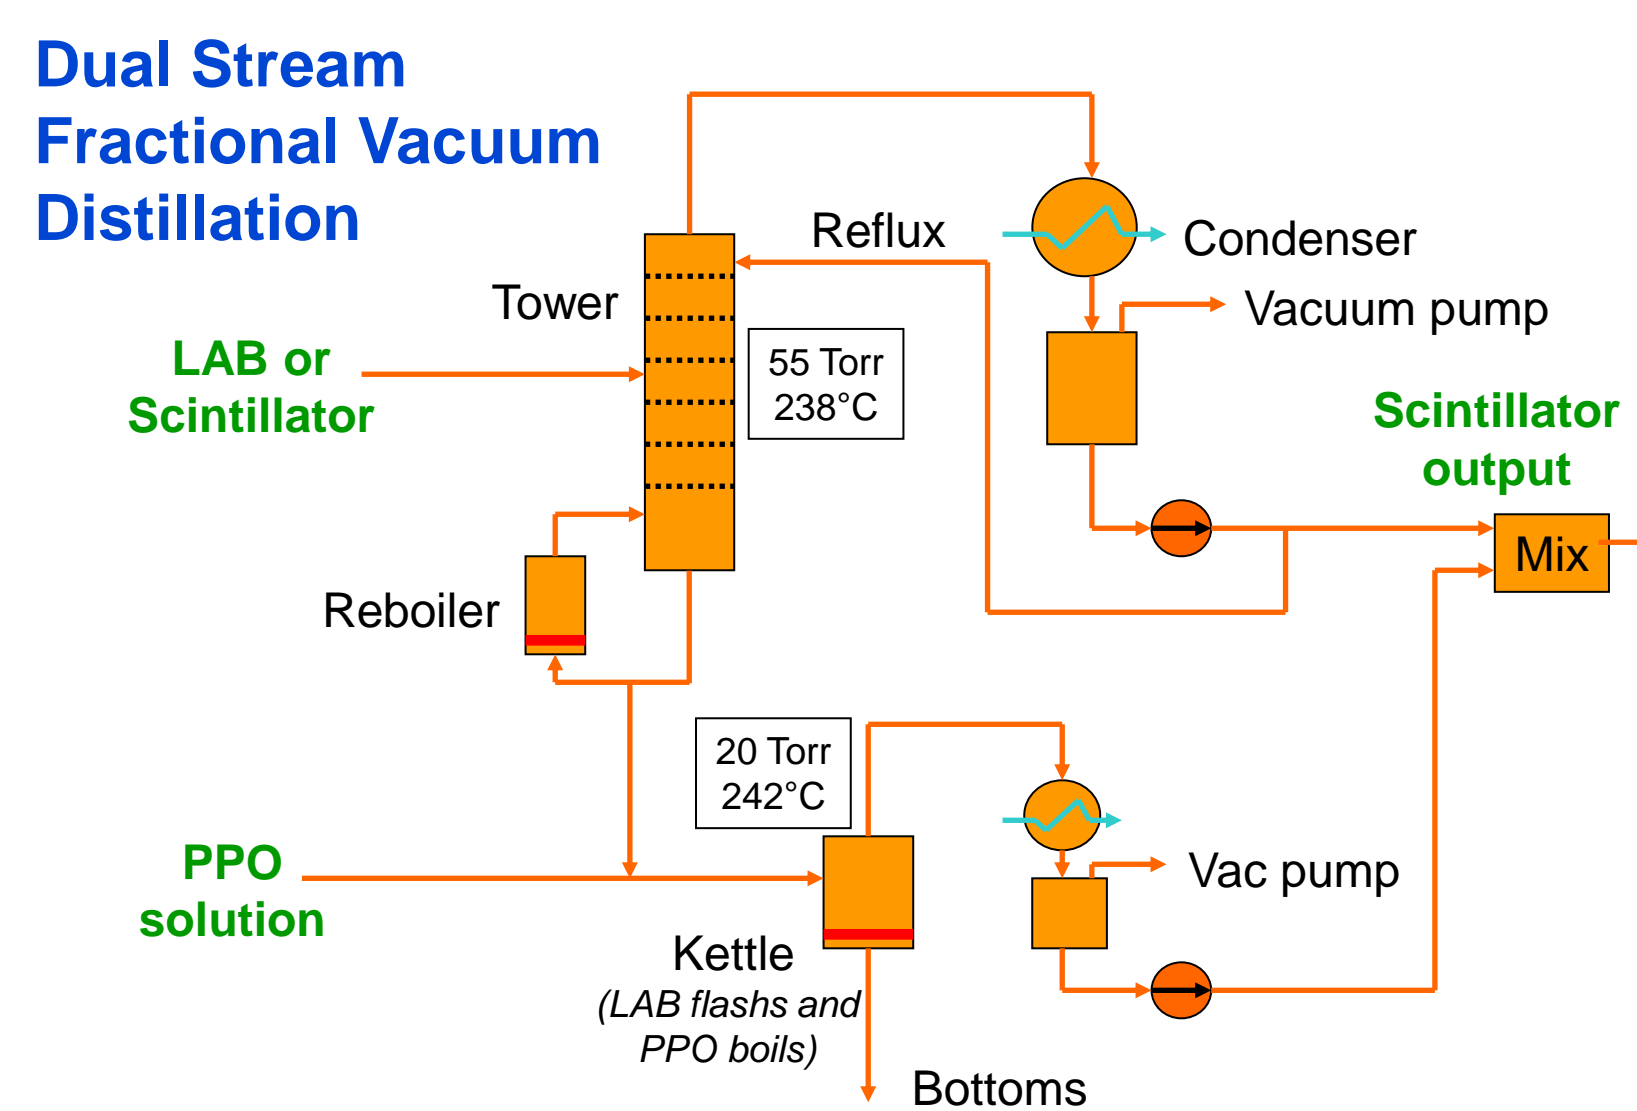 Dual Stream
Fractional Vacuum
Distillation
Reflux
Condenser
Tower
Vacuum pump
LAB or
Scintillator
55 Torr
238°C
Scintillator
output
Mix
Reboiler
20 Torr
242°C
PPO
solution
Vac pump
Kettle
(LAB flashs and
PPO boils)
Bottoms